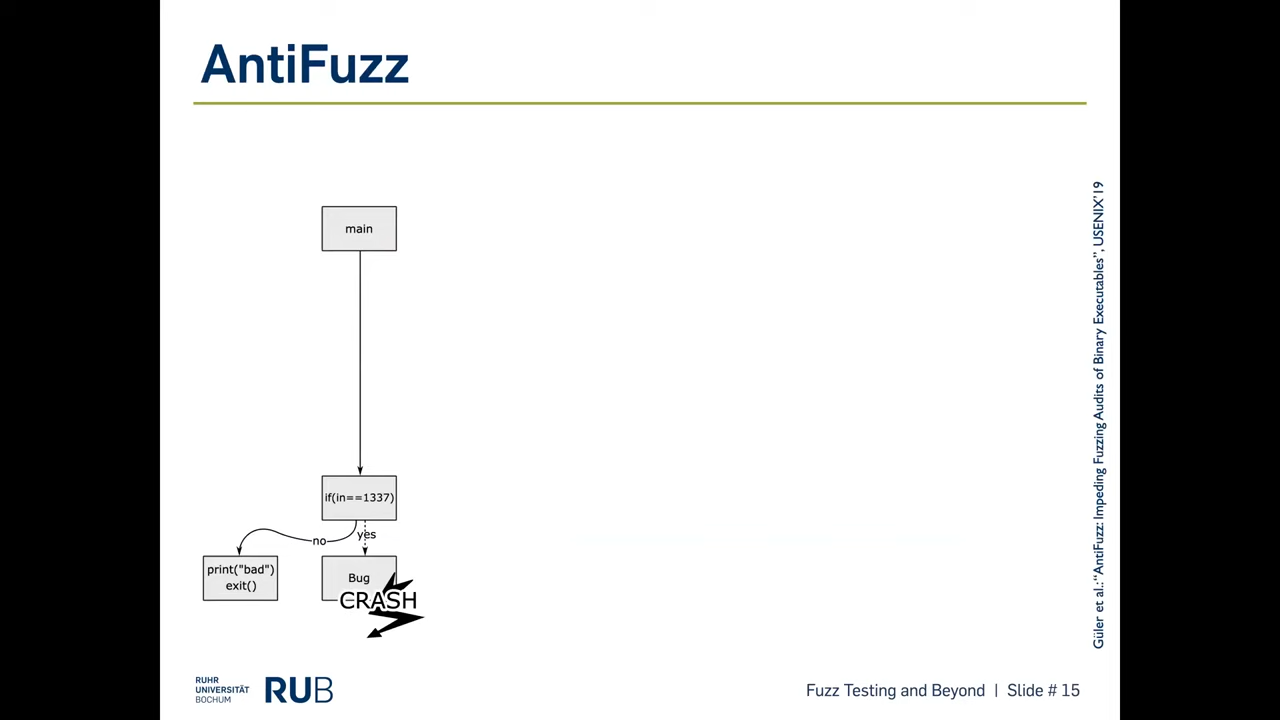 AntiFuzz
main
if(in==1337)
no
yes
print("bad")
exit()
Bug
CRASH
Güler et al.: “AntiFuzz: Impeding Fuzzing Audits of Binary Executables”, USENIX’19
RUHR
UNIVERSITÄT
BOCHUM
RUB
Fuzz Testing and Beyond | Slide # 15